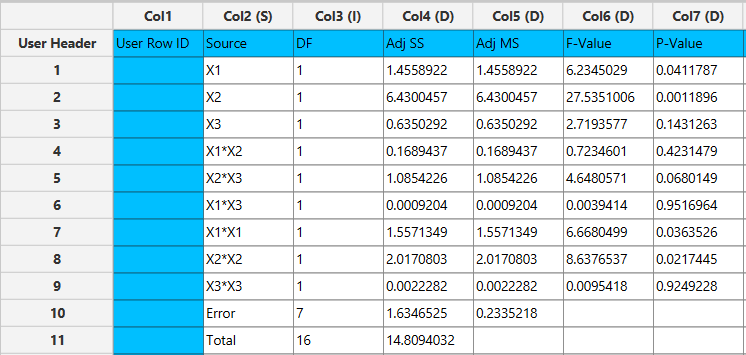 Col1 Col2 (S) Col3 (I) Col4 (D) Col5 (D) Col6 (D) Col7 (D)
User Header User Row ID Source DF Adj SS Adj MS F-Value P-Value
1 X1 1 1.4558922 1.4558922 6.2345029 0.0411787
2 X2 1 6.4300457 6.4300457 27.5351006 0.0011896
3 X3 1 0.6350292 0.6350292 2.7193577 0.1431263
4 X1*X2 1 0.1689437 0.1689437 0.7234601 0.4231479
5 X2*X3 1 1.0854226 1.0854226 4.6480571 0.0680149
6 X1*X3 1 0.0009204 0.0009204 0.0039414 0.9516964
7 X1*X1 1 1.5571349 1.5571349 6.6680499 0.0363526
8 X2*X2 1 2.0170803 2.0170803 8.6376537 0.0217445
9 X3*X3 1 0.0022282 0.0022282 0.0095418 0.9249228
10 Error 7 1.6346525 0.2335218
11 Total 16 14.8094032